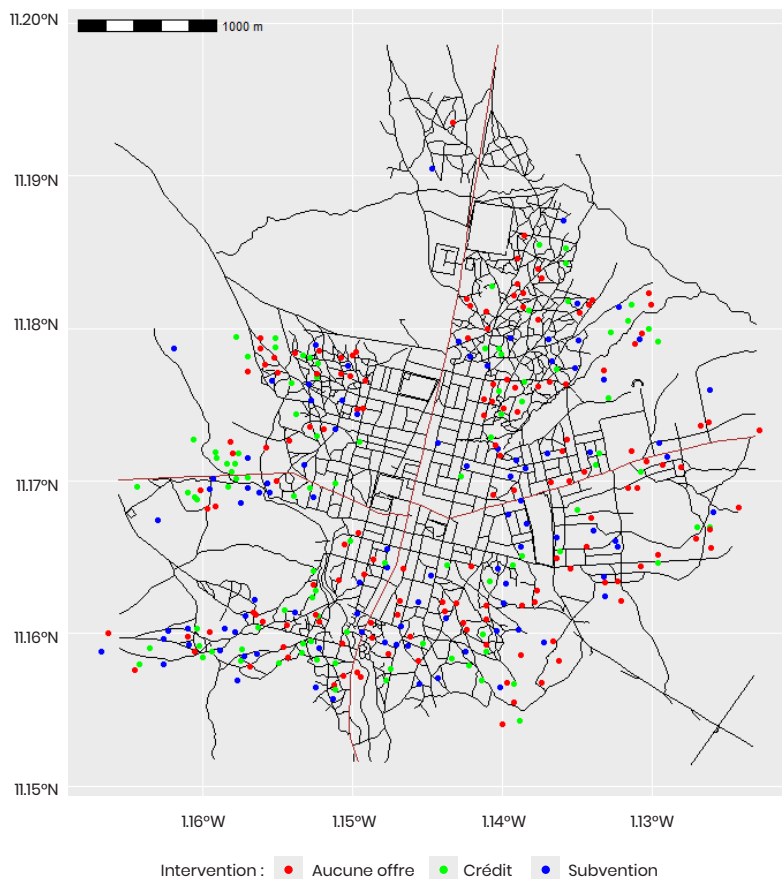 11.20°N
1000 m
11.19°N
11.18°N
11.17°N
11.16°N
11.15°N
1.16°W 1.15°W 1.14°W 1.13°W
Intervention : Aucune offre Crédit Subvention